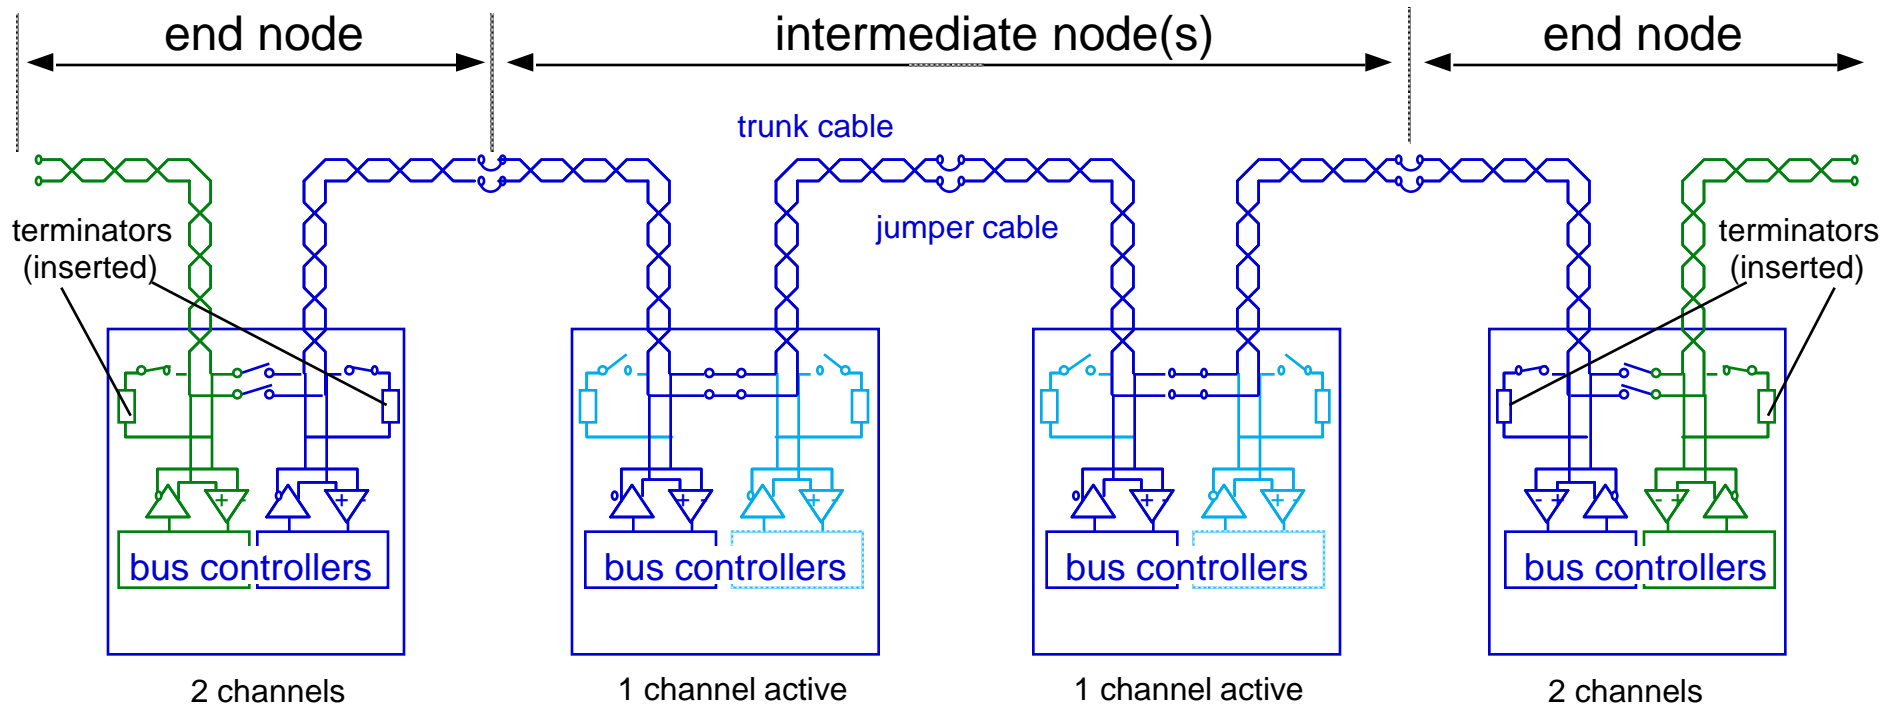 end node
intermediate node(s)
end node
trunk cable
jumper cable
terminators
(inserted)
terminators
(inserted)
+ -
+ -
+ -
+ -
+ -
+ -
- +
- +
bus controllers
bus controllers
bus controllers
bus controllers
2 channels
1 channel active
1 channel active
2 channels